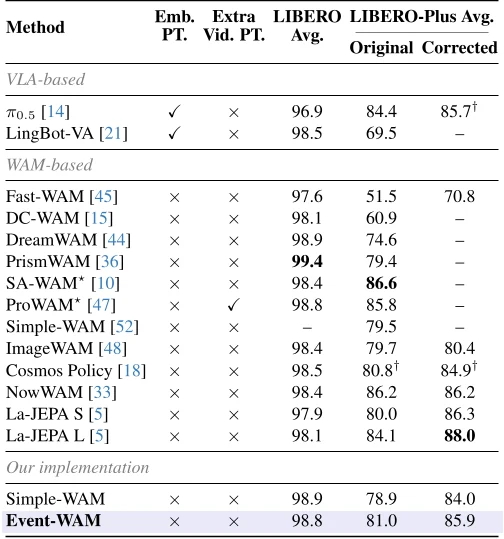 Method Emb. PT. Extra Vid. PT. LIBERO Avg. LIBERO-Plus Avg.
Original Corrected
VLA-based
π0.5 [14] ✓ × 96.9 84.4 85.7†
LingBot-VA [21] ✓ × 98.5 69.5 –
WAM-based
Fast-WAM [45] × × 97.6 51.5 70.8
DC-WAM [15] × × 98.1 60.9 –
DreamWAM [44] × × 98.9 74.6 –
PrismWAM [36] × × 99.4 79.4 –
SA-WAM* [10] × × 98.4 86.6 –
ProWAM* [47] × ✓ 98.8 85.8 –
Simple-WAM [52] × × – 79.5 –
ImageWAM [48] × × 98.4 79.7 80.4
Cosmos Policy [18] × × 98.5 80.8† 84.9†
NowWAM [33] × × 98.4 86.2 86.2
La-JEPA S [5] × × 97.9 80.0 86.3
La-JEPA L [5] × × 98.1 84.1 88.0
Our implementation
Simple-WAM × × 98.9 78.9 84.0
Event-WAM × × 98.8 81.0 85.9